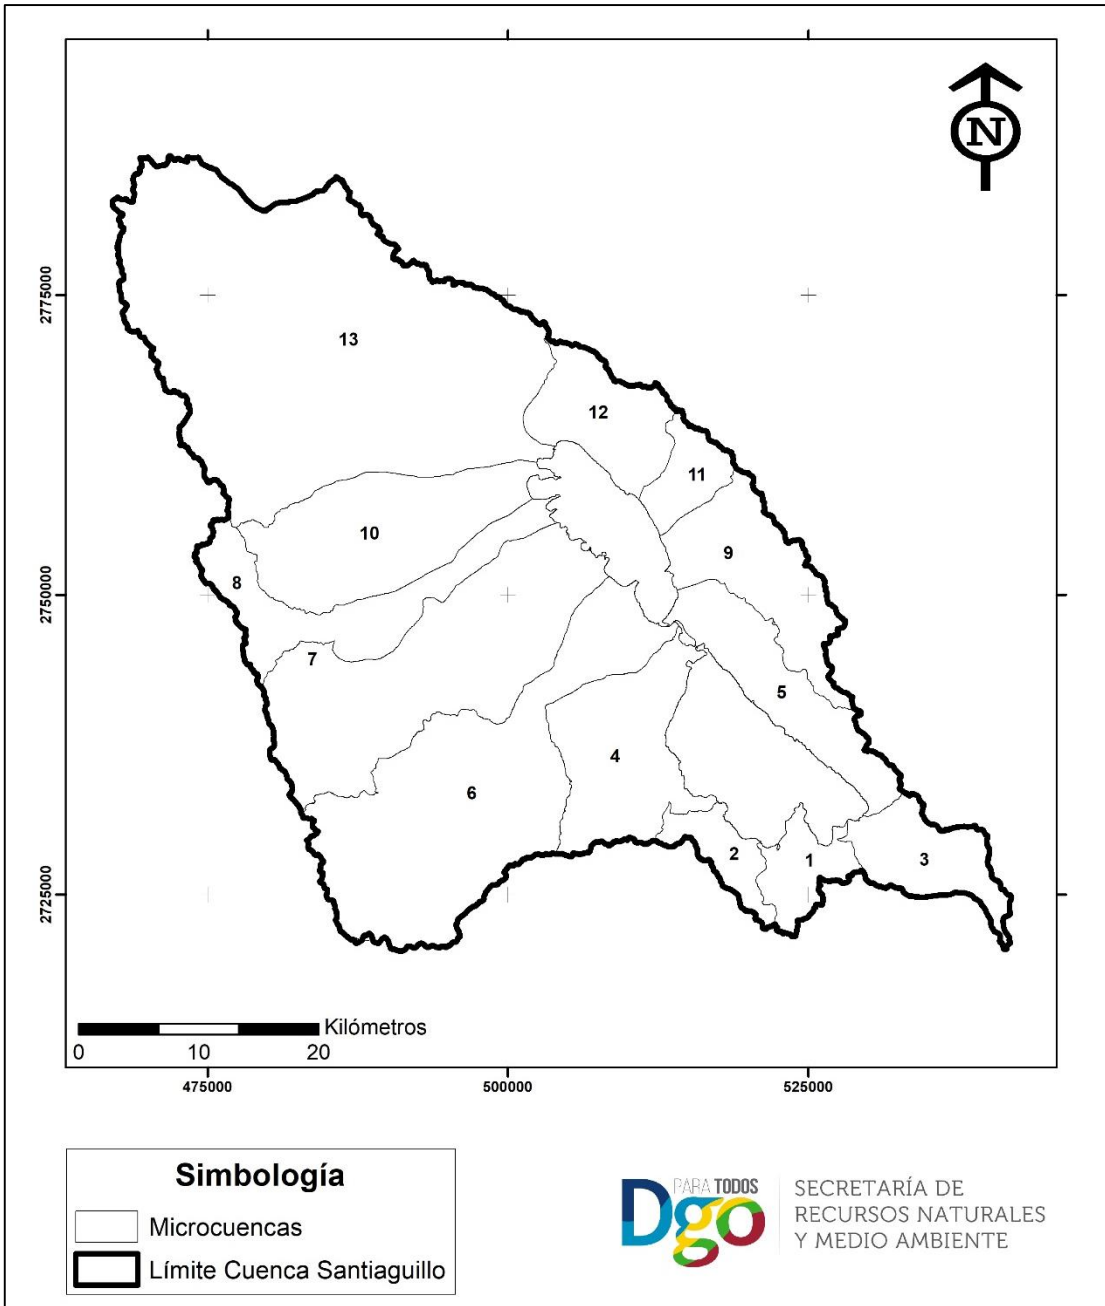 N
2775000
2750000
2725000
13
12
11
10
9
8
7
5
4
6
2
1
3
Kilómetros
0 10 20
475000 500000 525000
Simbología
Microcuencas
Límite Cuenca Santiaguillo
PARA TODOS
Dgo
SECRETARÍA DE
RECURSOS NATURALES
Y MEDIO AMBIENTE